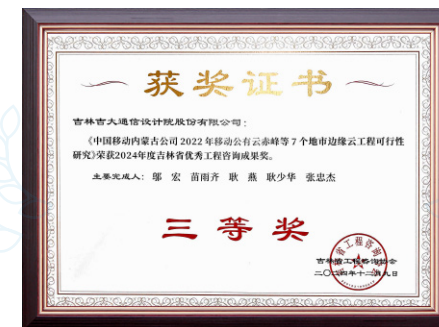 获奖证书
吉林吉大通信设计院股份有限公司：
《中国移动内蒙古公司2022年移动公有云赤峰等7个地市边缘云工程可行性
研究》荣获2024年度吉林省优秀工程咨询成果奖。
主要完成人：邬 宏 苗雨齐 耿 燕 耿少华 张忠杰
三等奖
吉林省工程咨询协会
二〇二四年十二月九日